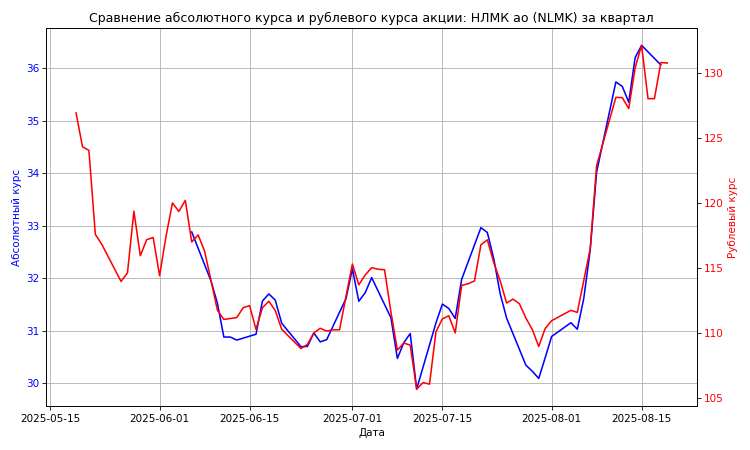 Сравнение абсолютного курса и рублевого курса акции: НЛМК ао (NLMK) за квартал
36
35
34
33
32
31
30
Абсолютный курс
130
125
120
115
110
105
Рублевый курс
2025-05-15 2025-06-01 2025-06-15 2025-07-01 2025-07-15 2025-08-01 2025-08-15
Дата